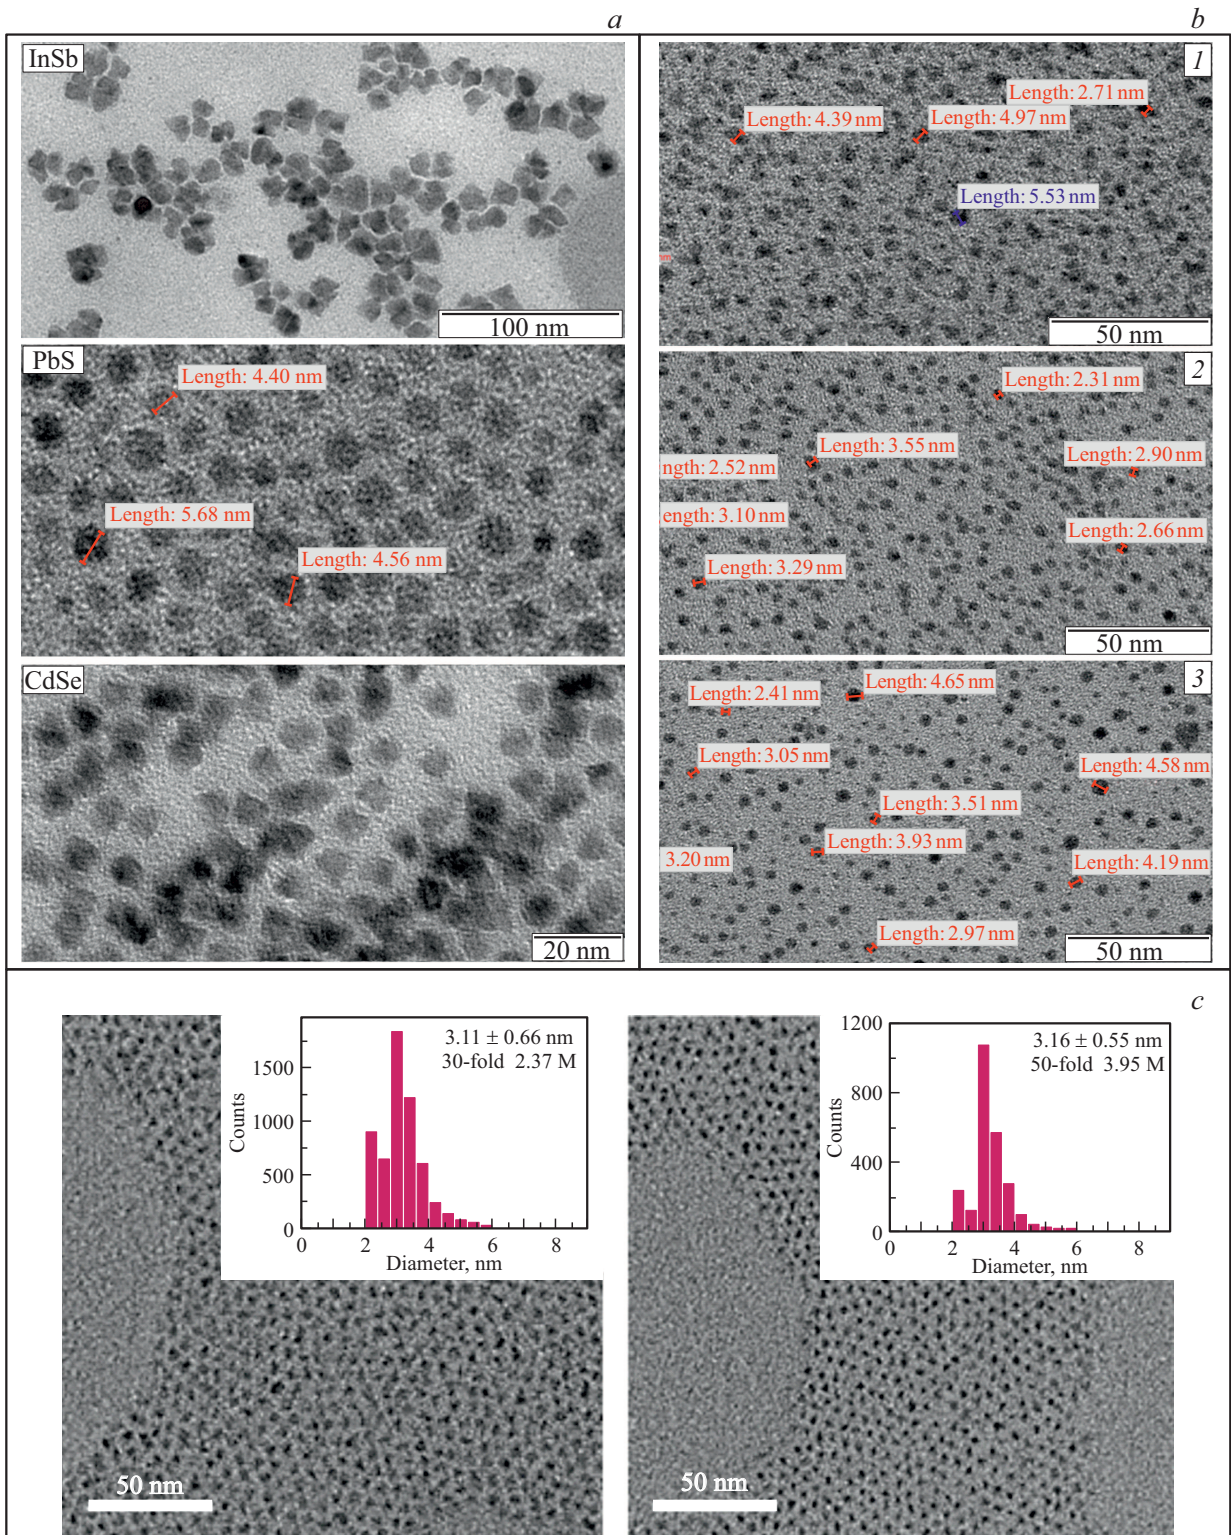 a
InSb
100 nm
PbS
Length: 4.40 nm
Length: 5.68 nm
Length: 4.56 nm
CdSe
20 nm
b
1
Length: 2.71 nm
Length: 4.39 nm
Length: 4.97 nm
Length: 5.53 nm
nm
50 nm
2
Length: 2.31 nm
Length: 3.55 nm
ngth: 2.52 nm
Length: 2.90 nm
ength: 3.10 nm
Length: 2.66 nm
Length: 3.29 nm
50 nm
3
Length: 2.41 nm
Length: 4.65 nm
Length: 3.05 nm
Length: 4.58 nm
Length: 3.51 nm
Length: 3.93 nm
3.20 nm
Length: 4.19 nm
Length: 2.97 nm
50 nm
c
3.11 ± 0.66 nm
30-fold 2.37 M
1500
1000
500
0
Counts
0 2 4 6 8
Diameter, nm
50 nm
3.16 ± 0.55 nm
50-fold 3.95 M
1200
800
400
0
Counts
0 2 4 6 8
Diameter, nm
50 nm